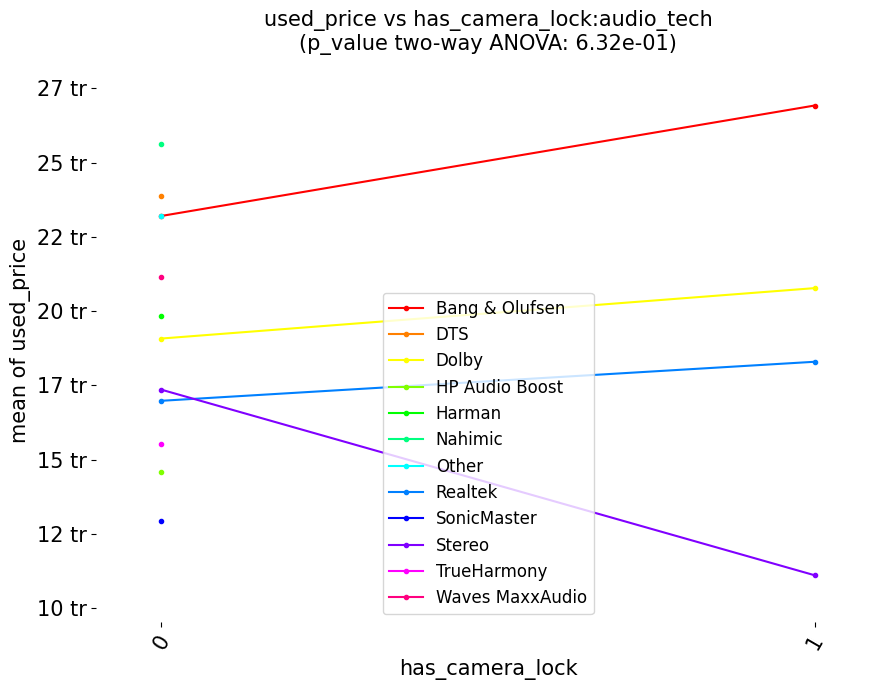 used_price vs has_camera_lock:audio_tech
(p_value two-way ANOVA: 6.32e-01)
27 tr
25 tr
22 tr
20 tr
17 tr
15 tr
12 tr
10 tr
mean of used_price
Bang & Olufsen
DTS
Dolby
HP Audio Boost
Harman
Nahimic
Other
Realtek
SonicMaster
Stereo
TrueHarmony
Waves MaxxAudio
0
1
has_camera_lock